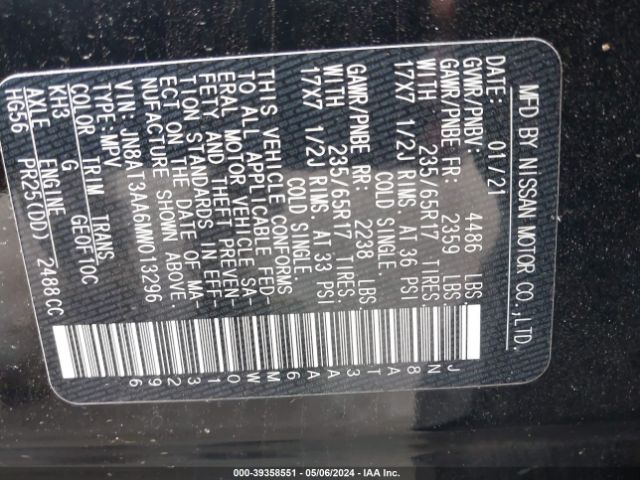 MFD BY NISSAN MOTOR CO.,LTD.
DATE: 01/21
GVWR/PNBV: 4486 LBS
GAWR/PNBE FR: 2359 LBS
WITH 235/65R17 TIRES
17X7 1/2J RIMS, AT 36 PSI
COLD SINGLE
GAWR/PNBE RR: 2238 LBS
WITH 235/65R17 TIRES
17X7 1/2J RIMS, AT 33 PSI
COLD SINGLE
THIS VEHICLE CONFORMS
TO ALL APPLICABLE FED-
ERAL MOTOR VEHICLE SA-
FETY AND THEFT PREVEN-
TION STANDARDS IN EFF-
ECT ON THE DATE OF MA-
NUFACTURE SHOWN ABOVE.
VIN: JN8AT3AA6MW013296
TYPE: MPV
COLOR TRIM TRANS
KH3 G GE0F10C
AXLE ENGINE
HG56 PR25(DD) 2488CC
JN8AT3AA6MW013296
000-39358551 - 05/06/2024 - IAA Inc.